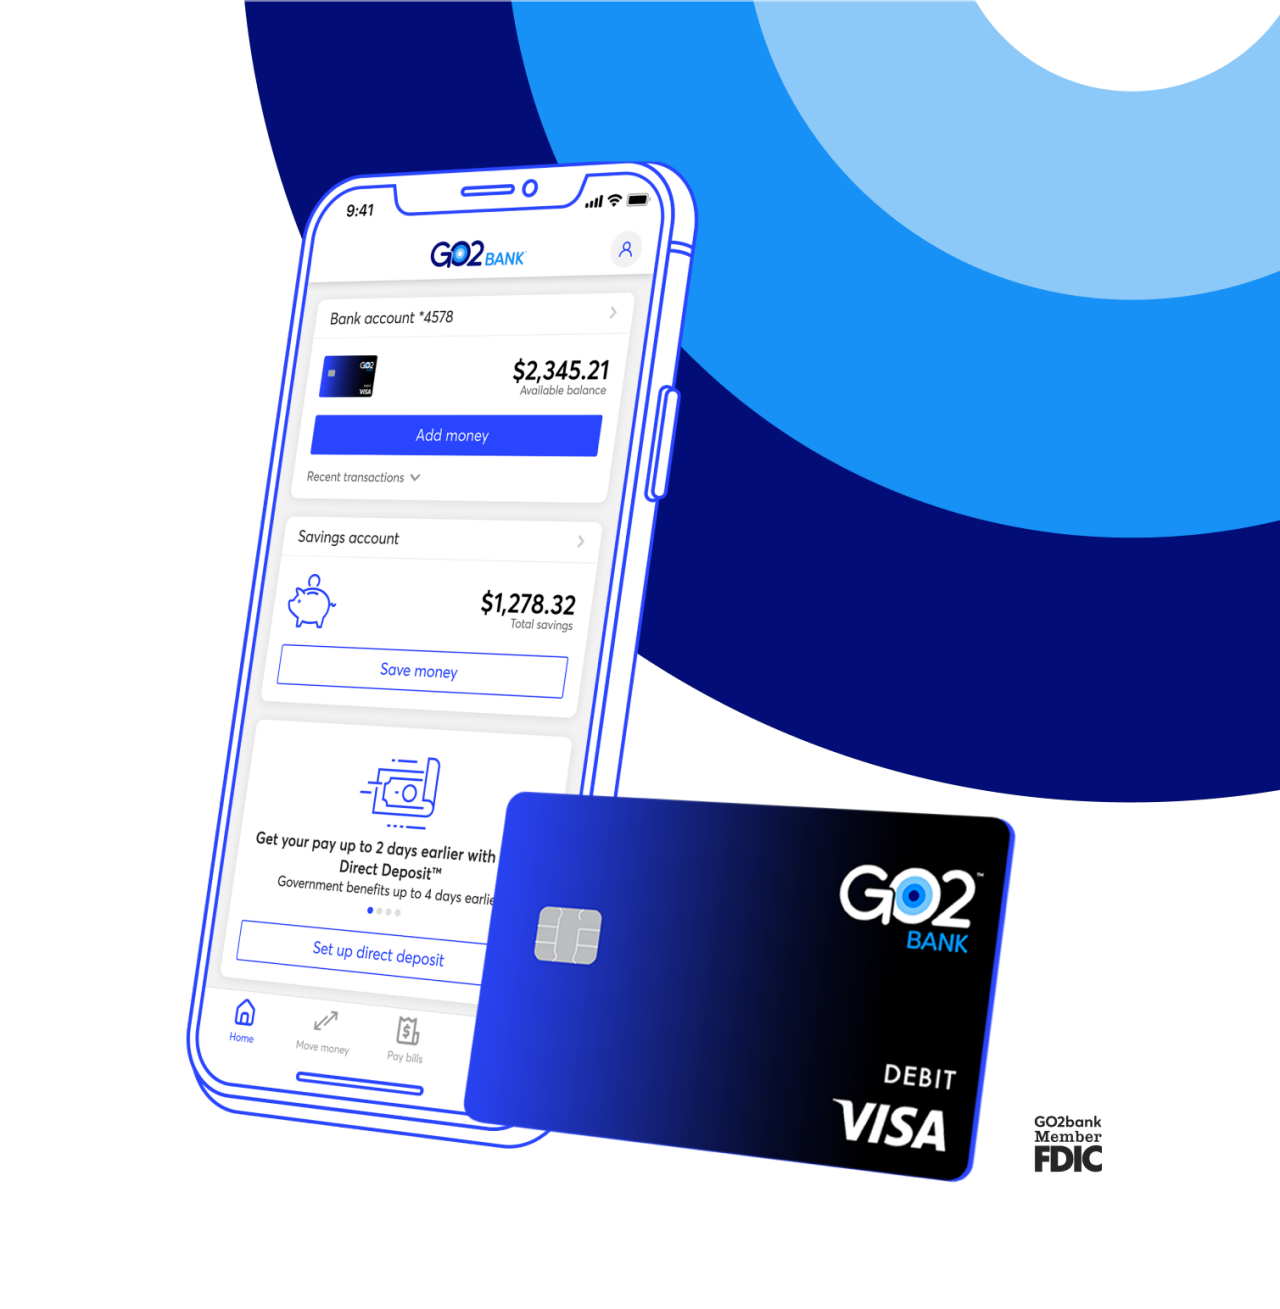 9:41
GO2 BANK
Bank account *4578
GO2
VISA
$2,345.21
Available balance
Add money
Recent transactions
Savings account
$1,278.32
Total savings
Save money
Get your pay up to 2 days earlier with
Direct Deposit™
Government benefits up to 4 days earlie
Set up direct deposit
Home
Move money
Pay bills
GO2™
BANK
DEBIT
VISA
GO2bank
Member
FDIC